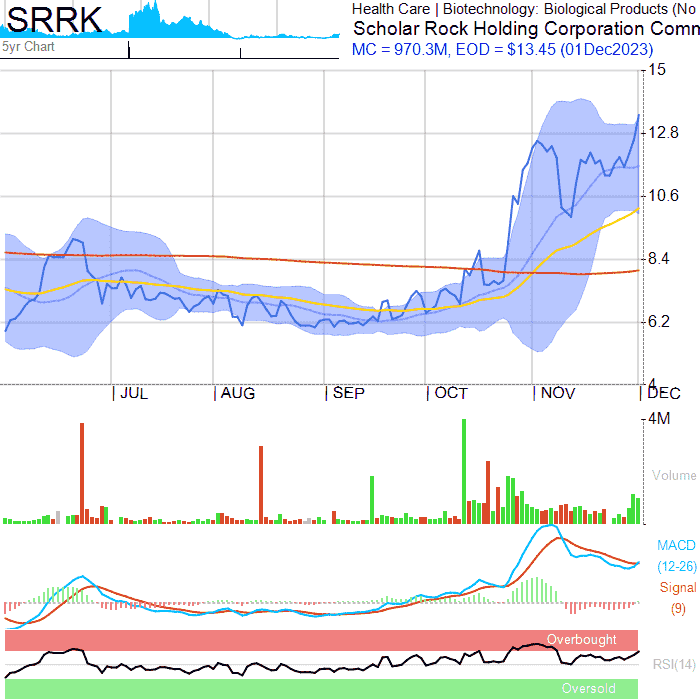 SRRK
5yr Chart
Health Care | Biotechnology: Biological Products (No
Scholar Rock Holding Corporation Comn
MC = 970.3M, EOD = $13.45 (01Dec2023)
15
12.8
10.6
8.4
6.2
4
JUL
AUG
SEP
OCT
NOV
DEC
4M
Volume
MACD
(12-26)
Signal
(9)
Overbought
RSI(14)
Oversold